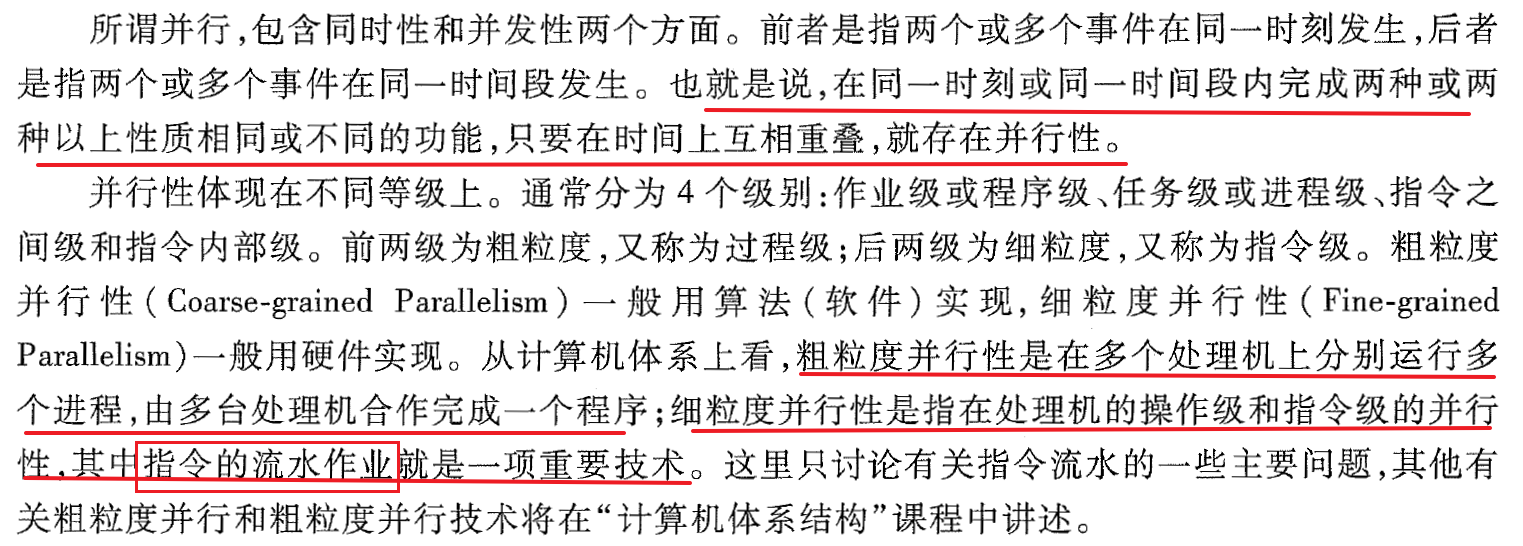 所谓并行,包含同时性和并发性两个方面。前者是指两个或多个事件在同一时刻发生,后者
是指两个或多个事件在同一时间段发生。也就是说,在同一时刻或同一时间段内完成两种或两
种以上性质相同或不同的功能,只要在时间上互相重叠,就存在并行性。
并行性体现在不同等级上。通常分为 4 个级别:作业级或程序级、任务级或进程级、指令之
间级和指令内部级。前两级为粗粒度,又称为过程级;后两级为细粒度,又称为指令级。粗粒度
并行性(Coarse-grained Parallelism)一般用算法(软件)实现,细粒度并行性(Fine-grained
Parallelism)一般用硬件实现。从计算机体系上看,粗粒度并行性是在多个处理机上分别运行多
个进程,由多台处理机合作完成一个程序;细粒度并行性是指在处理机的操作级和指令级的并行
性,其中指令的流水作业就是一项重要技术。这里只讨论有关指令流水的一些主要问题,其他有
关粗粒度并行和粗粒度并行技术将在“计算机体系结构”课程中讲述。